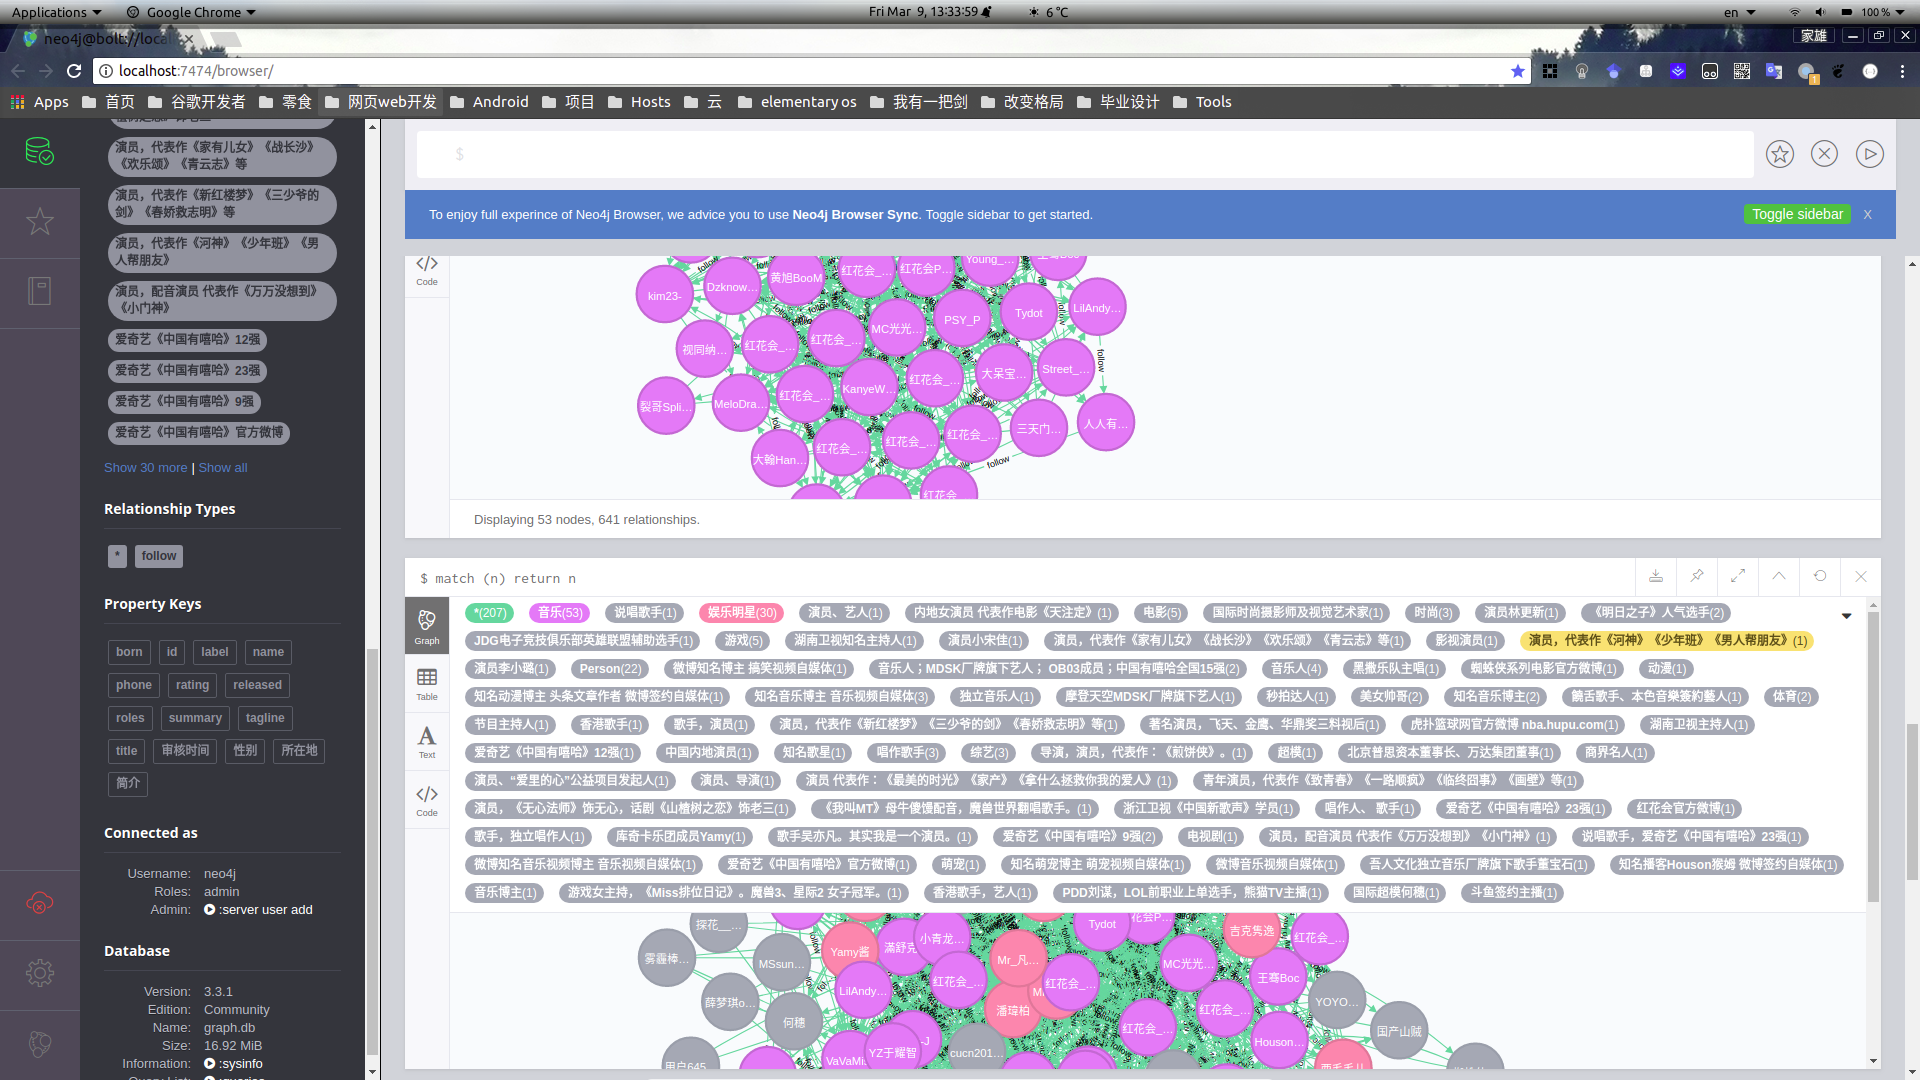 Applications
Google Chrome
Fri Mar 9, 13:33:59
6 ℃
en
100 %
neo4j@bolt://local
家雄
localhost:7474/browser/
Apps
首页
谷歌开发者
零食
网页web开发
Android
项目
Hosts
云
elementary os
我有一把剑
改变格局
毕业设计
Tools
演员，代表作《家有儿女》《战长沙》
《欢乐颂》《青云志》等
演员，代表作《新红楼梦》《三少爷的
剑》《春娇救志明》等
演员，代表作《河神》《少年班》《男
人帮朋友》
演员，配音演员 代表作《万万没想到》
《小门神》
爱奇艺《中国有嘻哈》12强
爱奇艺《中国有嘻哈》23强
爱奇艺《中国有嘻哈》9强
爱奇艺《中国有嘻哈》官方微博
Show 30 more | Show all
Relationship Types
*
follow
Property Keys
born
id
label
name
phone
rating
released
roles
summary
tagline
title
审核时间
性别
所在地
简介
Connected as
Username: neo4j
Roles: admin
Admin: :server user add
Database
Version: 3.3.1
Edition: Community
Name: graph.db
Size: 16.92 MiB
Information: :sysinfo
Query List: :queries
$
To enjoy full experince of Neo4j Browser, we advice you to use Neo4j Browser Sync. Toggle sidebar to get started.
Toggle sidebar
X
Code
黄旭BooM
红花会_…
红花会P…
Young_…
kim23-
Dzknow…
MC光光…
PSY_P
Tydot
LilAndy…
视同纳…
红花会_…
红花会_…
follow
裂哥Spli…
MeloDra…
红花会_…
KanyeW…
红花会_…
大呆宝…
Street_…
大翰Han…
红花会_…
红花会_…
红花会_…
三天门…
人人有…
follow
红花会
Displaying 53 nodes, 641 relationships.
$ match (n) return n
Graph
Table
Text
Code
*(207) 音乐(53) 说唱歌手(1) 娱乐明星(30) 演员、艺人(1) 内地女演员 代表作电影《天注定》(1) 电影(5) 国际时尚摄影师及视觉艺术家(1) 时尚(3) 演员林更新(1) 《明日之子》人气选手(2)
JDG电子竞技俱乐部英雄联盟辅助选手(1) 游戏(5) 湖南卫视知名主持人(1) 演员小宋佳(1) 演员，代表作《家有儿女》《战长沙》《欢乐颂》《青云志》等(1) 影视演员(1) 演员，代表作《河神》《少年班》《男人帮朋友》(1)
演员李小璐(1) Person(22) 微博知名博主 搞笑视频自媒体(1) 音乐人；MDSK厂牌旗下艺人； OB03成员；中国有嘻哈全国15强(2) 音乐人(4) 黑撒乐队主唱(1) 蜘蛛侠系列电影官方微博(1) 动漫(1)
知名动漫博主 头条文章作者 微博签约自媒体(1) 知名音乐博主 音乐视频自媒体(3) 独立音乐人(1) 摩登天空MDSK厂牌旗下艺人(1) 秒拍达人(1) 美女帅哥(2) 知名音乐博主(2) 饒舌歌手、本色音樂簽約藝人(1) 体育(2)
节目主持人(1) 香港歌手(1) 歌手，演员(1) 演员，代表作《新红楼梦》《三少爷的剑》《春娇救志明》等(1) 著名演员，飞天、金鹰、华鼎奖三料视后(1) 虎扑篮球网官方微博 nba.hupu.com(1) 湖南卫视主持人(1)
爱奇艺《中国有嘻哈》12强(1) 中国内地演员(1) 知名歌星(1) 唱作歌手(3) 综艺(3) 导演，演员，代表作：《煎饼侠》。(1) 超模(1) 北京普思资本董事长、万达集团董事(1) 商界名人(1)
演员、“爱里的心”公益项目发起人(1) 演员、导演(1) 演员 代表作：《最美的时光》《家产》《拿什么拯救你我的爱人》(1) 青年演员，代表作《致青春》《一路顺疯》《临终囧事》《画壁》等(1)
演员，《无心法师》饰无心，话剧《山楂树之恋》饰老三(1) 《我叫MT》母牛傻馒配音，魔兽世界翻唱歌手。(1) 浙江卫视《中国新歌声》学员(1) 唱作人、 歌手(1) 爱奇艺《中国有嘻哈》23强(1) 红花会官方微博(1)
歌手，独立唱作人(1) 库奇卡乐团成员Yamy(1) 歌手吴亦凡。其实我是一个演员。(1) 爱奇艺《中国有嘻哈》9强(2) 电视剧(1) 演员，配音演员 代表作《万万没想到》《小门神》(1) 说唱歌手，爱奇艺《中国有嘻哈》23强(1)
微博知名音乐视频博主 音乐视频自媒体(1) 爱奇艺《中国有嘻哈》官方微博(1) 萌宠(1) 知名萌宠博主 萌宠视频自媒体(1) 微博音乐视频自媒体(1) 吾人文化独立音乐厂牌旗下歌手董宝石(1) 知名播客Houson猴姆 微博签约自媒体(1)
音乐博主(1) 游戏女主持，《Miss排位日记》。魔兽3、星际2 女子冠军。(1) 香港歌手，艺人(1) PDD刘谋，LOL前职业上单选手，熊猫TV主播(1) 国际超模何穗(1) 斗鱼签约主播(1)
探花__…
Tydot
花会P…
吉克隽逸
红花会_…
雾霾棒…
MSsun…
Yamy酱
满舒克
小青龙…
Mr_凡…
MC光光…
王骞Boc
薛梦琪o…
LilAndy…
红花会_…
红花会_…
潘瑋柏
红花会_…
YOYO…
何穗
红花会_…
国产山贼
VaVaMis
YZ于耀智
-J
cucn201…
Houson…
用户645